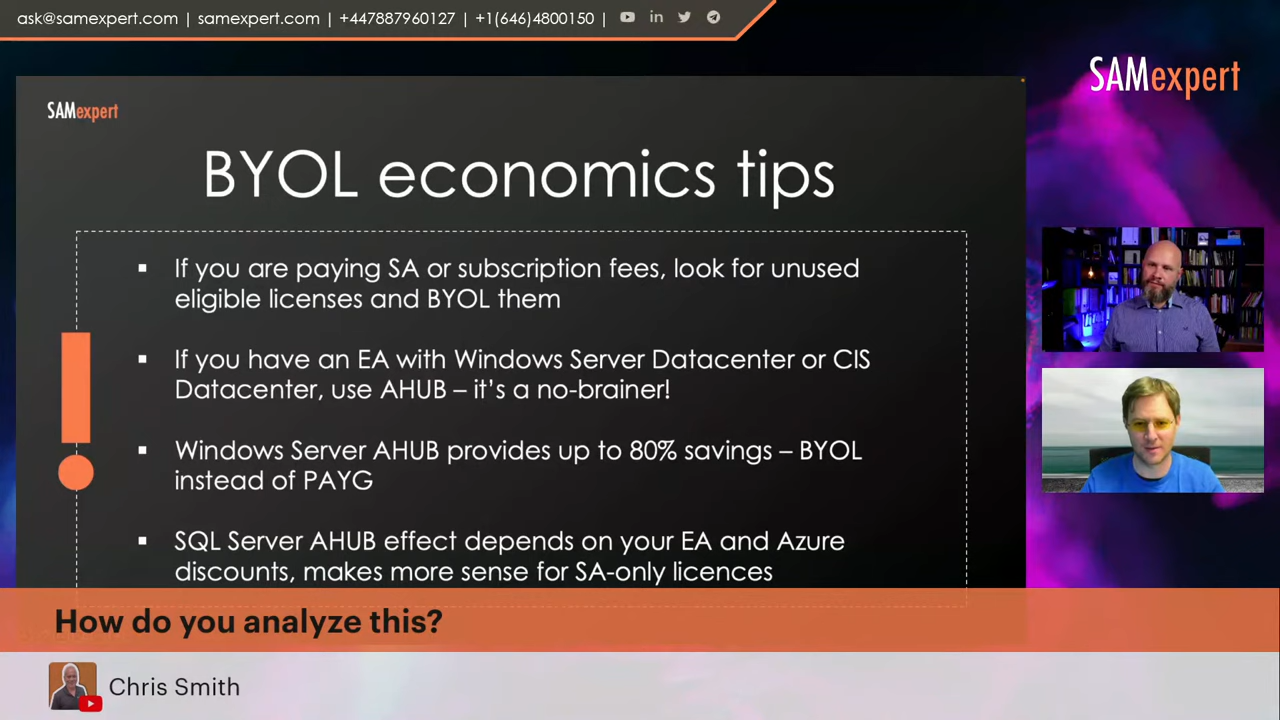 ask@samexpert.com | samexpert.com | +447887960127 | +1(646)4800150 |
SAMexpert
SAMexpert
BYOL economics tips
▪ If you are paying SA or subscription fees, look for unused
eligible licenses and BYOL them
▪ If you have an EA with Windows Server Datacenter or CIS
Datacenter, use AHUB – it's a no-brainer!
▪ Windows Server AHUB provides up to 80% savings – BYOL
instead of PAYG
▪ SQL Server AHUB effect depends on your EA and Azure
discounts, makes more sense for SA-only licences
How do you analyze this?
Chris Smith